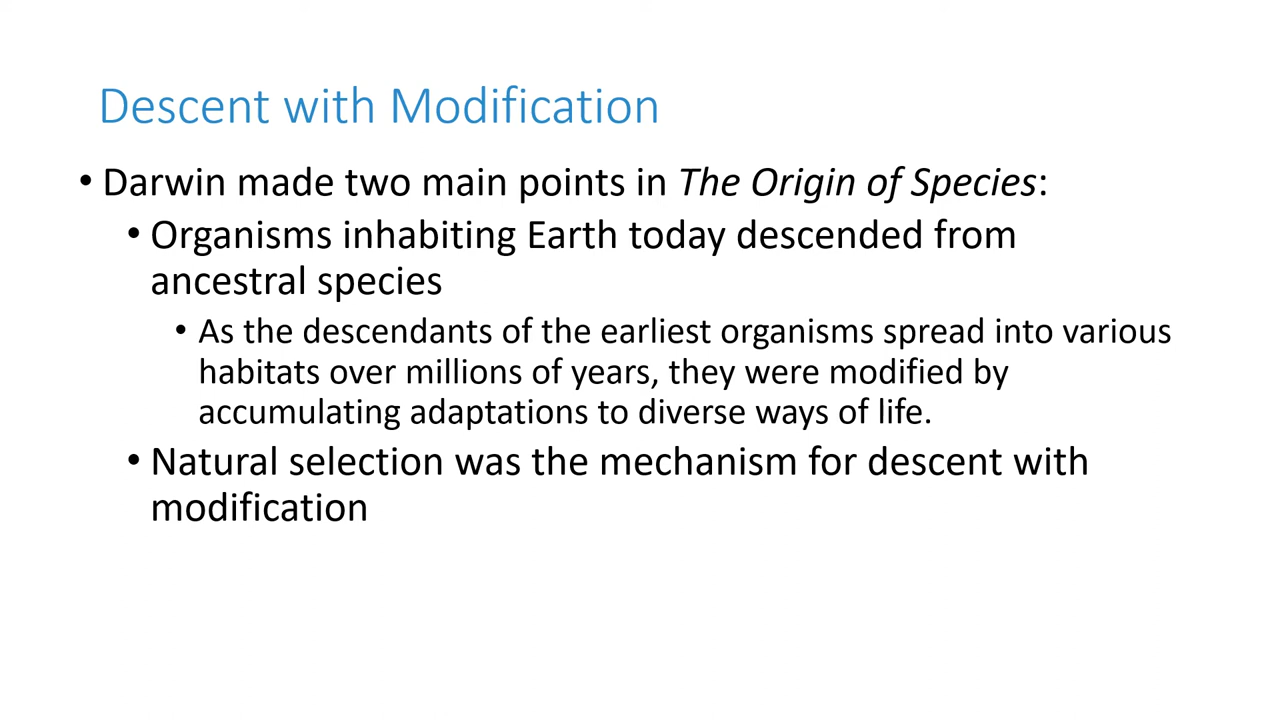 Descent with Modification
• Darwin made two main points in The Origin of Species:
• Organisms inhabiting Earth today descended from
ancestral species
• As the descendants of the earliest organisms spread into various
habitats over millions of years, they were modified by
accumulating adaptations to diverse ways of life.
• Natural selection was the mechanism for descent with
modification